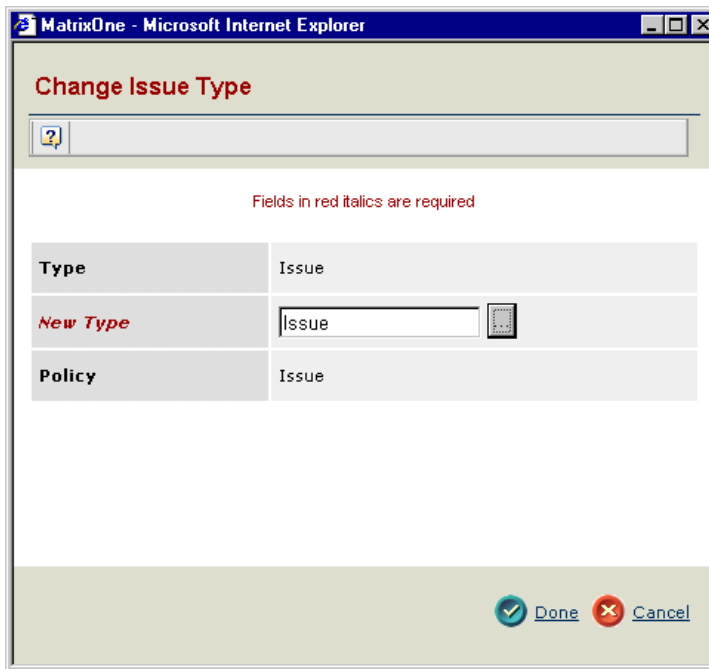 MatrixOne - Microsoft Internet Explorer
Change Issue Type
?
Fields in red italics are required
Type Issue
New Type Issue ...
Policy Issue
Done Cancel